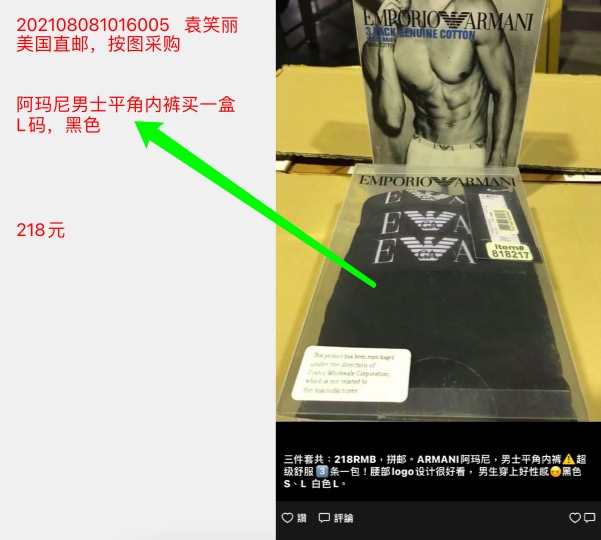 202108081016005 袁笑丽
美国直邮，按图采购
阿玛尼男士平角内裤买一盒
L码，黑色
218元
EMPORIO ARMANI
3 PACK GENUINE COTTON
EMPORIO ARMANI
E A
E A
E A
Item#
818217
This product has been repackaged
under the direction of
Costco Wholesale Corporation,
which is not related to
the manufacturer
三件套共：218RMB，拼邮。ARMANI阿玛尼，男士平角内裤⚠️超
级舒服3️⃣条一包！腰部logo设计很好看， 男生穿上好性感😍黑色
S、L 白色L。
讚 評論